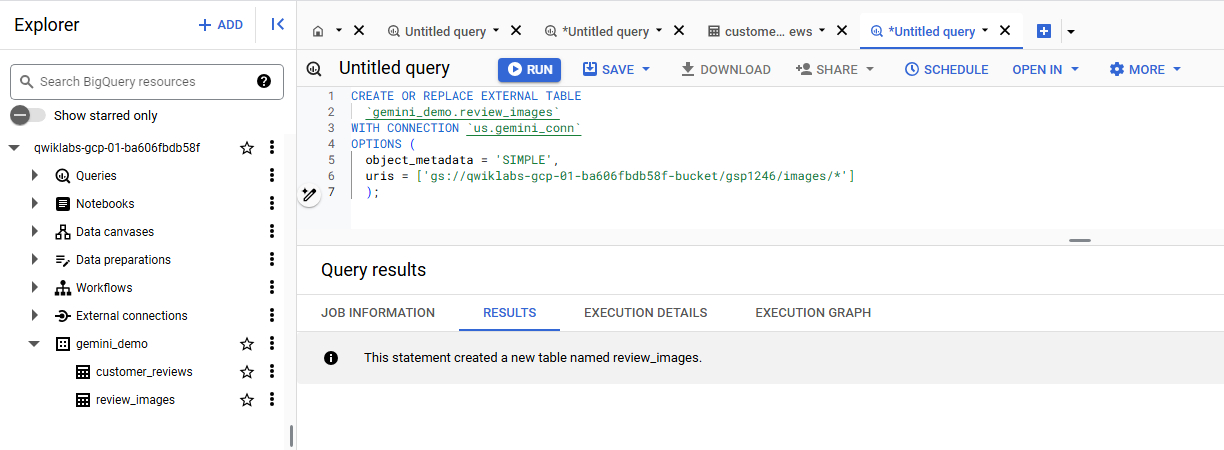 Explorer
+ ADD
Search BigQuery resources
Show starred only
qwiklabs-gcp-01-ba606fbdb58f
Queries
Notebooks
Data canvases
Data preparations
Workflows
External connections
gemini_demo
customer_reviews
review_images
Untitled query
*Untitled query
custome... ews
*Untitled query
Untitled query
RUN
SAVE
DOWNLOAD
SHARE
SCHEDULE
OPEN IN
MORE
1 CREATE OR REPLACE EXTERNAL TABLE
2 `gemini_demo.review_images`
3 WITH CONNECTION `us.gemini_conn`
4 OPTIONS (
5 object_metadata = 'SIMPLE',
6 uris = ['gs://qwiklabs-gcp-01-ba606fbdb58f-bucket/gsp1246/images/*']
7 );
Query results
JOB INFORMATION
RESULTS
EXECUTION DETAILS
EXECUTION GRAPH
This statement created a new table named review_images.